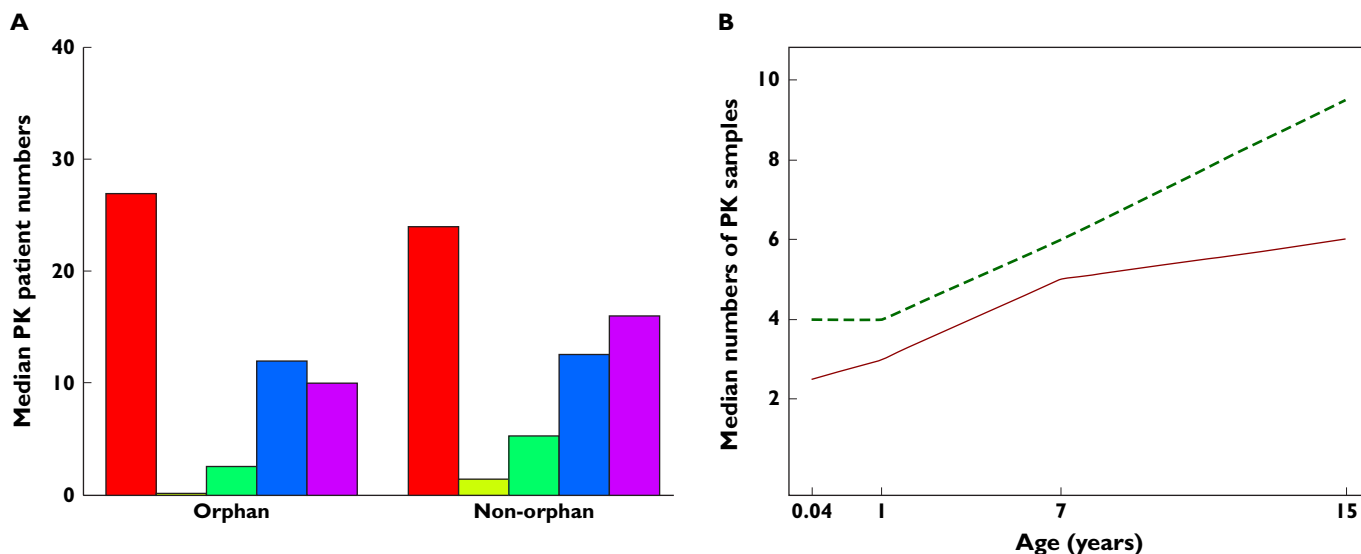 A
Median PK patient numbers
40
30
20
10
0
Orphan Non-orphan
B
Median numbers of PK samples
10
8
6
4
2
0.04 1 7 15
Age (years)